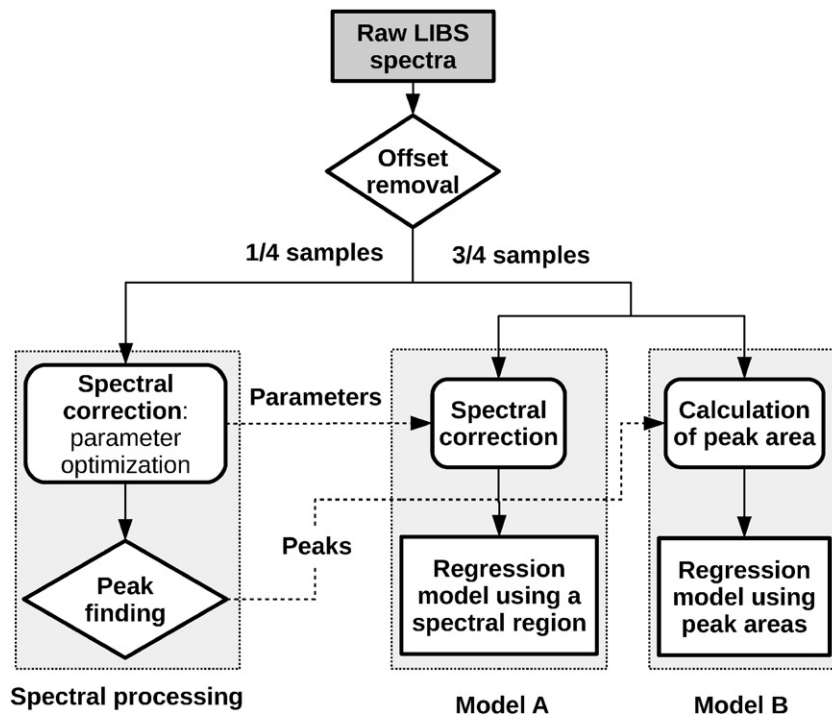 Raw LIBS
spectra
Offset
removal
1/4 samples
3/4 samples
Spectral
correction:
parameter
optimization
Parameters
Spectral
correction
Calculation
of peak area
Peak
finding
Peaks
Regression
model using a
spectral region
Regression
model using
peak areas
Spectral processing
Model A
Model B